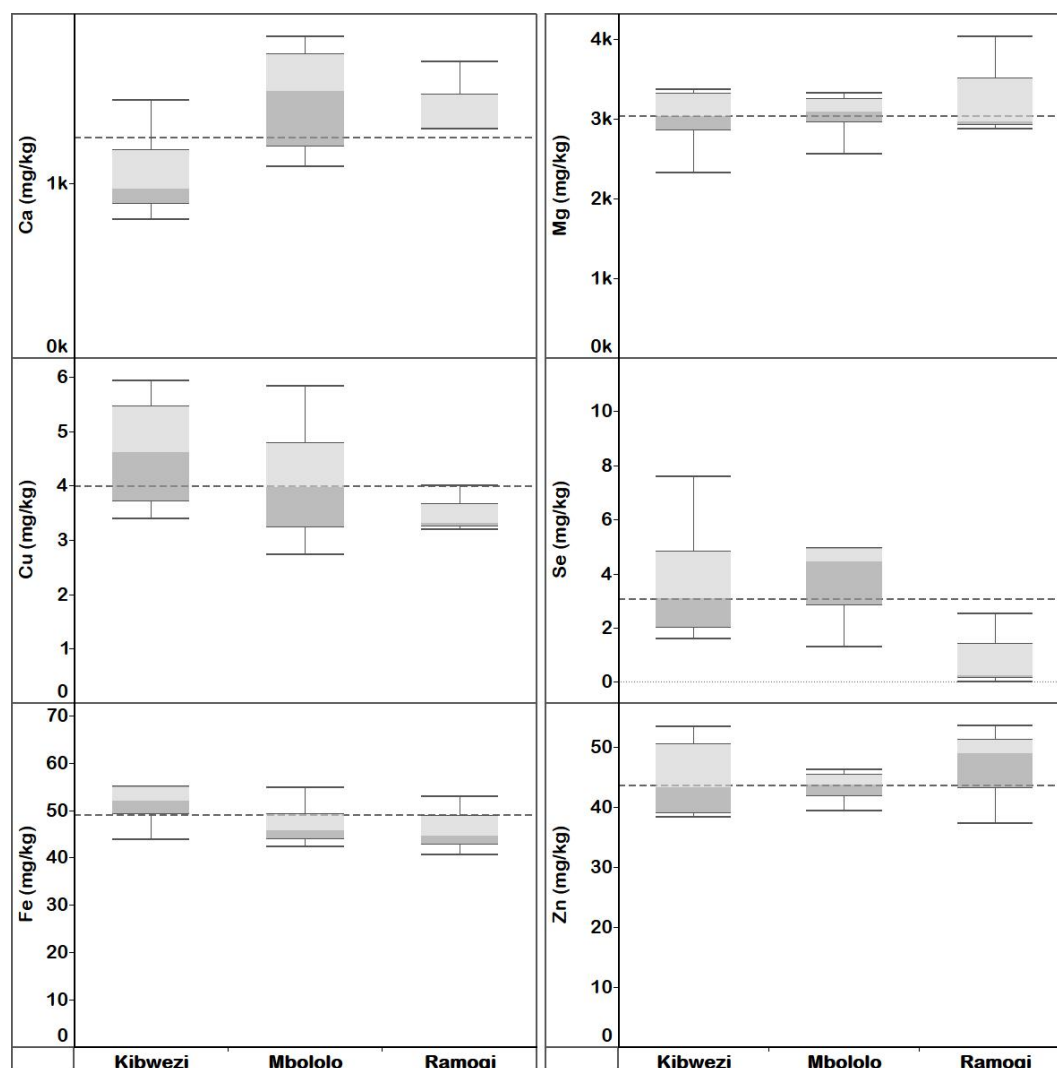 Ca (mg/kg)
1k
0k
Mg (mg/kg)
4k
3k
2k
1k
0k
Cu (mg/kg)
6
5
4
3
2
1
0
Se (mg/kg)
10
8
6
4
2
0
Fe (mg/kg)
70
60
50
40
30
20
10
0
Zn (mg/kg)
50
40
30
20
10
0
Kibwezi Mbololo Ramogi
Kibwezi Mbololo Ramogi